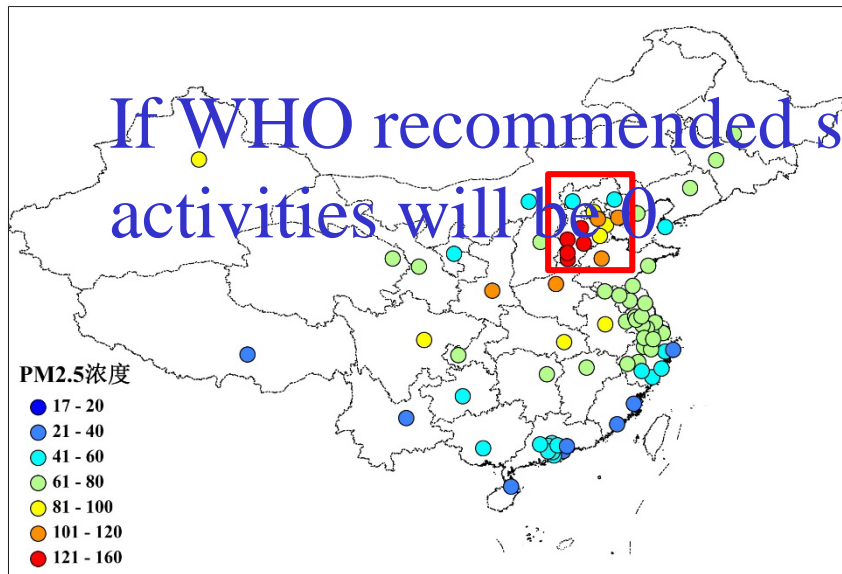 If WHO recommended s
activities will be 0
PM2.5浓度
17 - 20
21 - 40
41 - 60
61 - 80
81 - 100
101 - 120
121 - 160